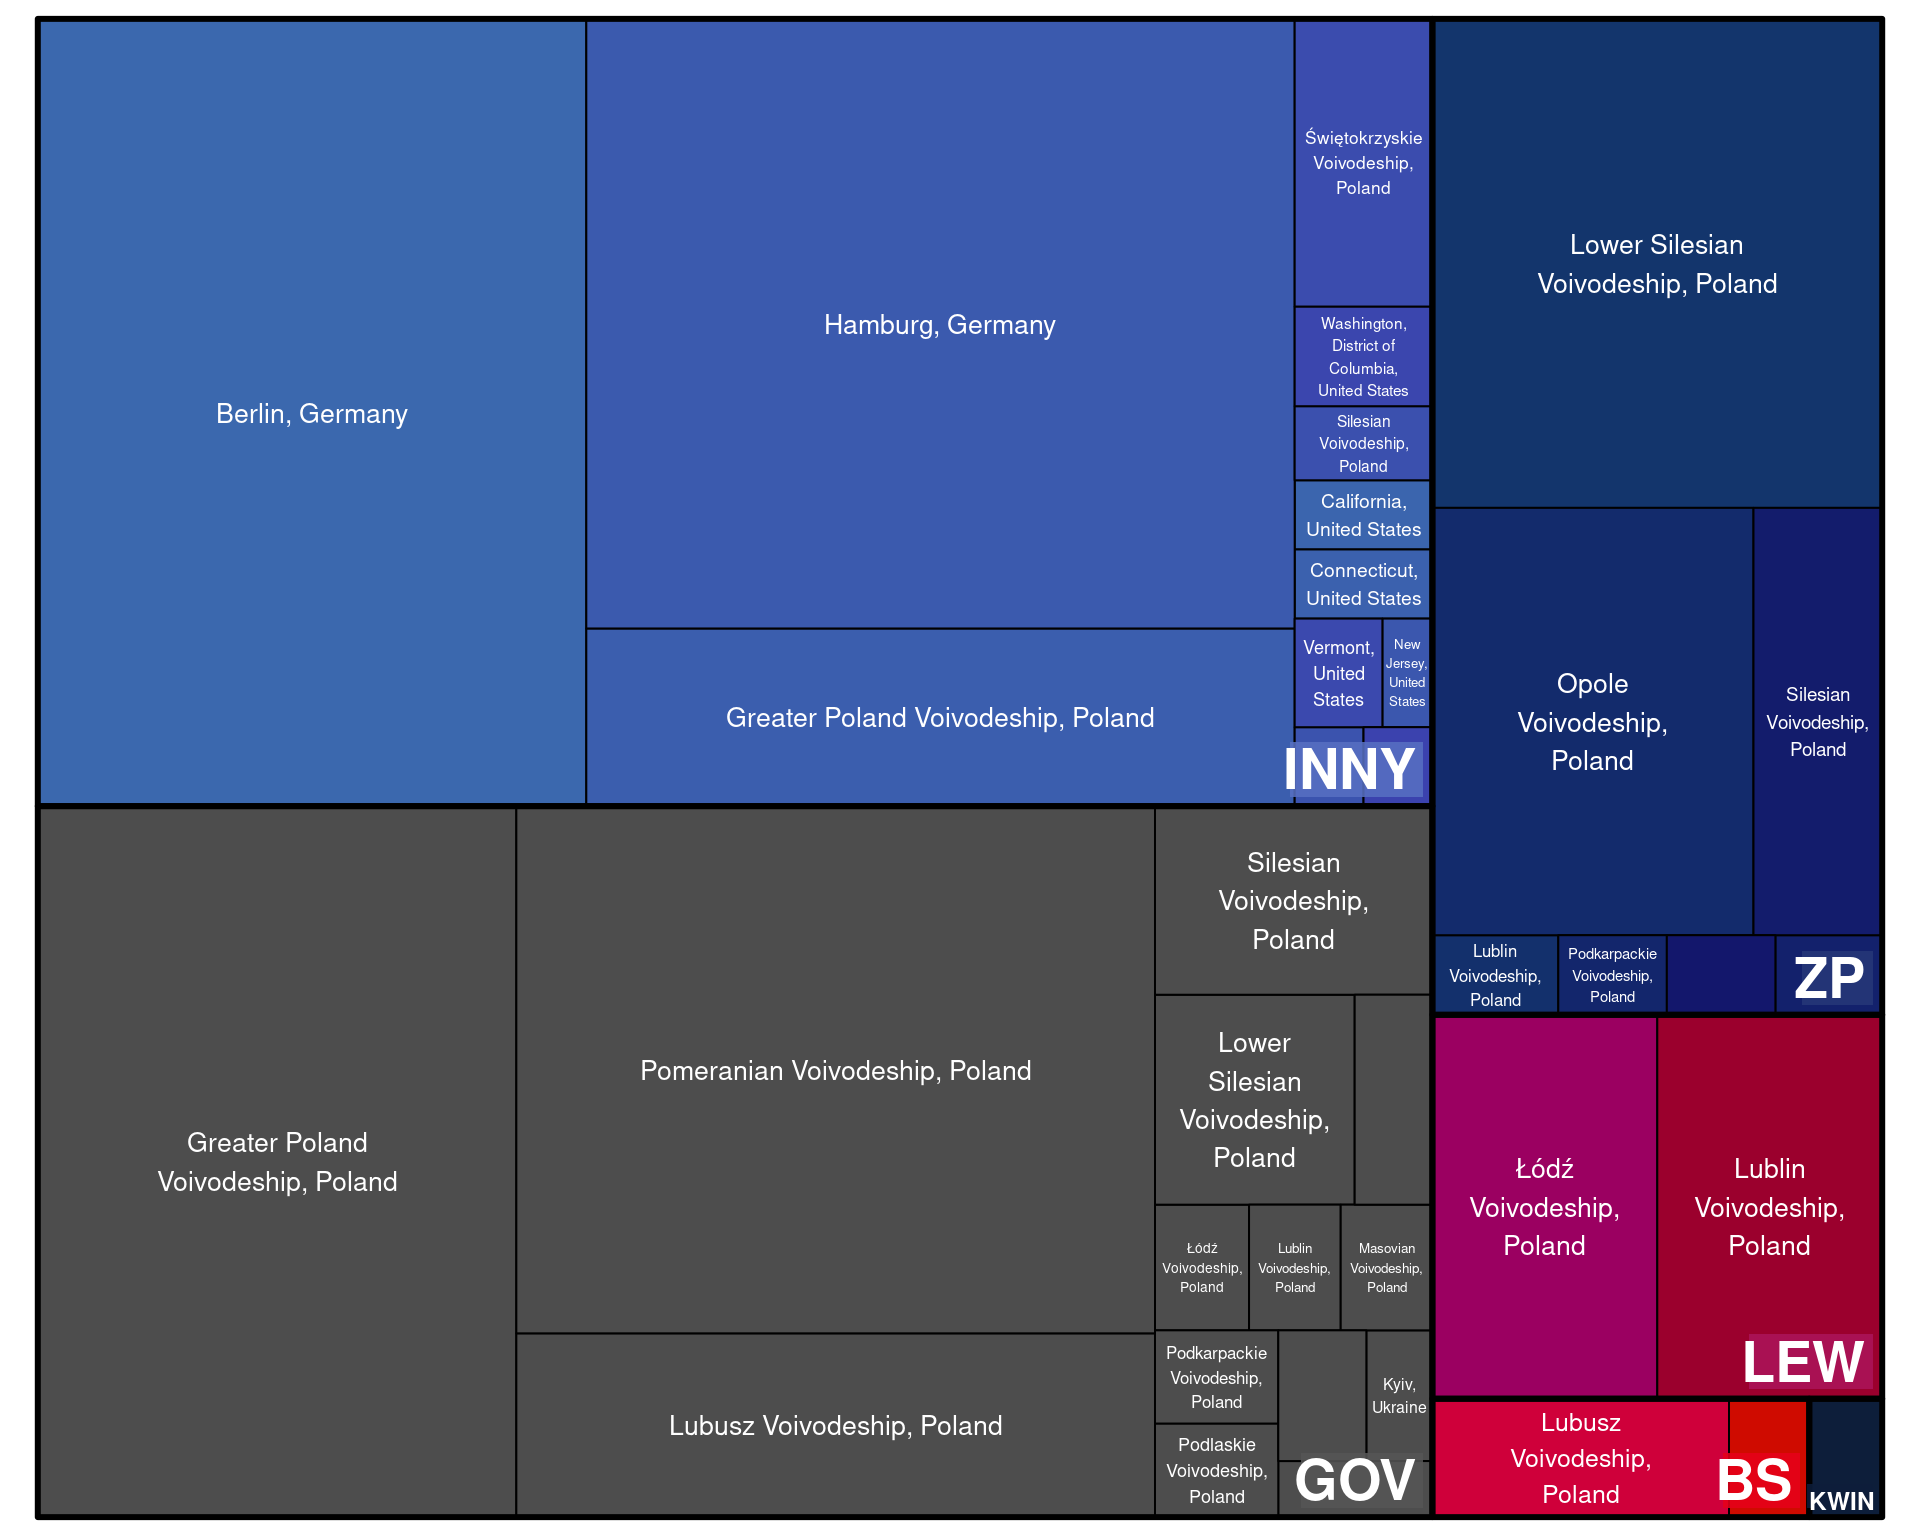 Berlin, Germany
Hamburg, Germany
Greater Poland Voivodeship, Poland
Świętokrzyskie
Voivodeship,
Poland
Washington,
District of
Columbia,
United States
Silesian
Voivodeship,
Poland
California,
United States
Connecticut,
United States
Vermont,
United
States
New
Jersey,
United
States
INNY
Greater Poland
Voivodeship, Poland
Pomeranian Voivodeship, Poland
Lubusz Voivodeship, Poland
Silesian
Voivodeship,
Poland
Lower
Silesian
Voivodeship,
Poland
Łódź
Voivodeship,
Poland
Lublin
Voivodeship,
Poland
Masovian
Voivodeship,
Poland
Podkarpackie
Voivodeship,
Poland
Podlaskie
Voivodeship,
Poland
Kyiv,
Ukraine
GOV
Lower Silesian
Voivodeship, Poland
Opole
Voivodeship,
Poland
Silesian
Voivodeship,
Poland
Lublin
Voivodeship,
Poland
Podkarpackie
Voivodeship,
Poland
ZP
Łódź
Voivodeship,
Poland
Lublin
Voivodeship,
Poland
LEW
Lubusz
Voivodeship,
Poland
BS
KWIN